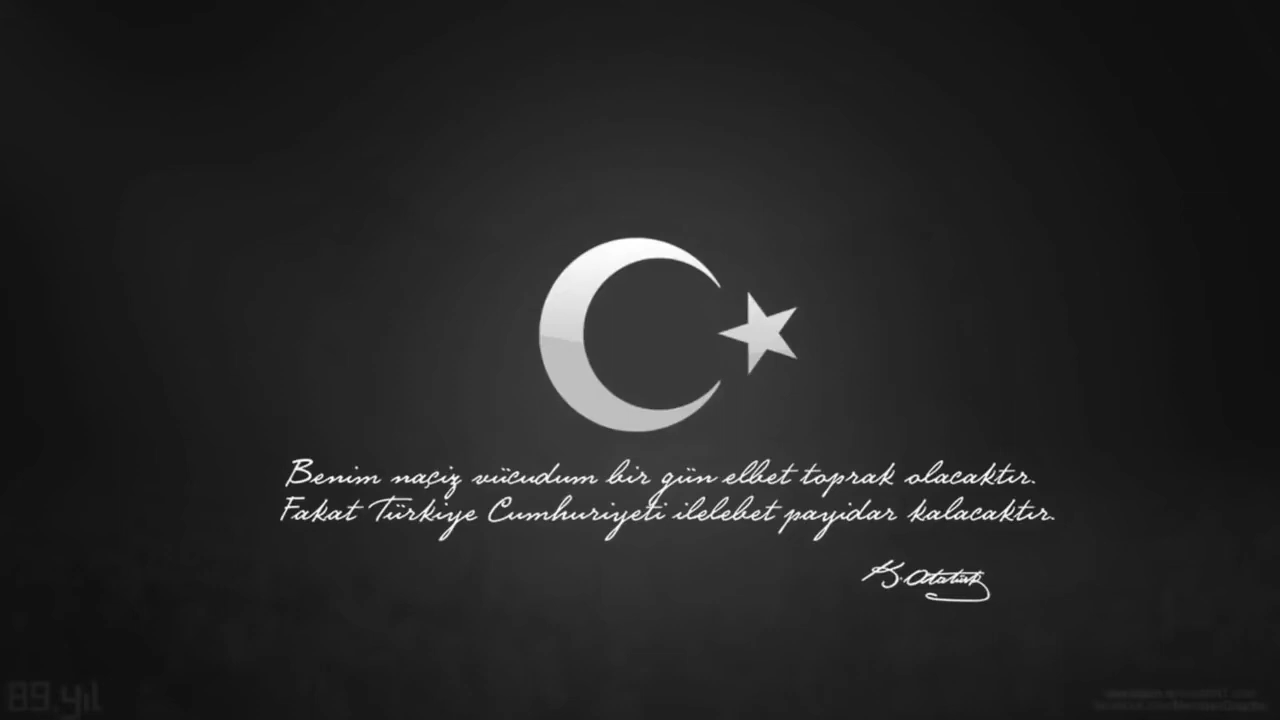 Benim naçiz vücudum bir gün elbet toprak olacaktır.
Fakat Türkiye Cumhuriyeti ilelebet payidar kalacaktır.
K. Atatürk
89.yıl